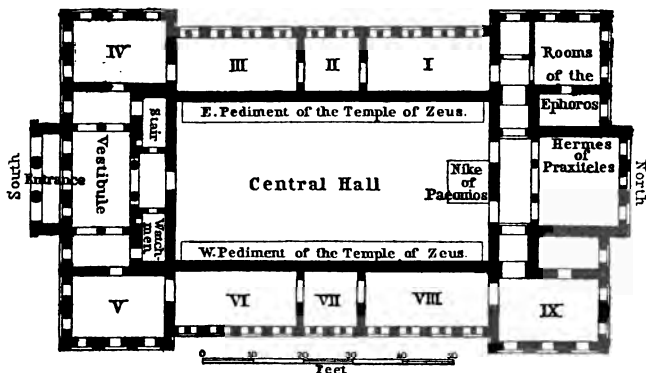 IV
III
II
I
Rooms
of the
Ephoros
E. Pediment of the Temple of Zeus.
Stair
South
Entrance
Vestibule
Central Hall
Nike
of
Paeonios
Hermes
of
Praxiteles
North
Watch-
men
W. Pediment of the Temple of Zeus.
V
VI
VII
VIII
IX
0 10 20 30 40 50
Feet